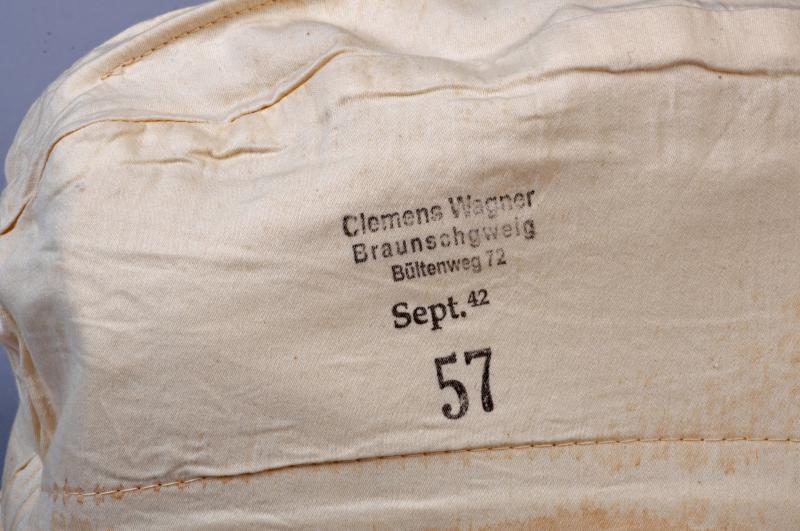 Clemens Wagner
Braunschgweig
Bültenweg 72
Sept. 42
57